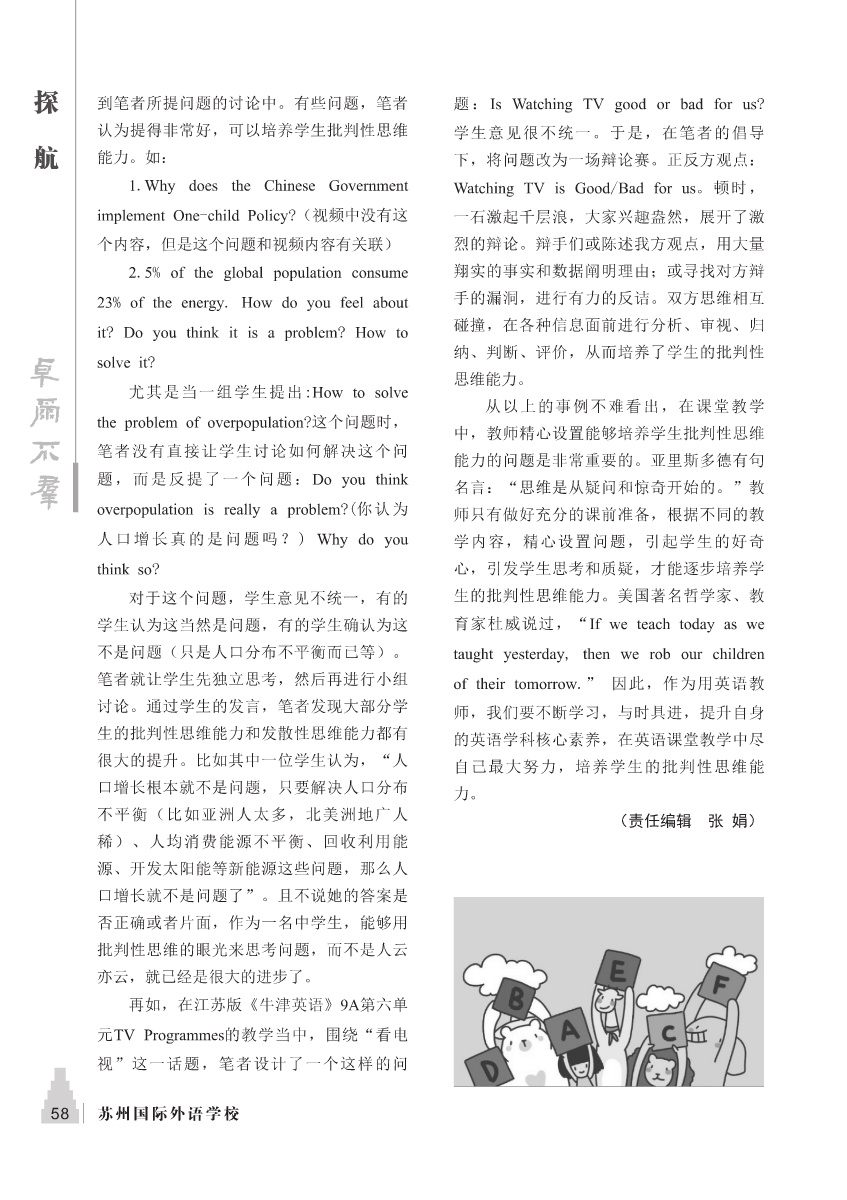 探
航
卓
尔
不
群
到笔者所提问题的讨论中。有些问题，笔者
认为提得非常好，可以培养学生批判性思维
能力。如：
1. Why does the Chinese Government
implement One-child Policy?（视频中没有这
个内容，但是这个问题和视频内容有关联）
2. 5% of the global population consume
23% of the energy. How do you feel about
it? Do you think it is a problem? How to
solve it?
尤其是当一组学生提出:How to solve
the problem of overpopulation?这个问题时，
笔者没有直接让学生讨论如何解决这个问
题，而是反提了一个问题：Do you think
overpopulation is really a problem?(你认为
人口增长真的是问题吗？）Why do you
think so?
对于这个问题，学生意见不统一，有的
学生认为这当然是问题，有的学生确认为这
不是问题（只是人口分布不平衡而已等）。
笔者就让学生先独立思考，然后再进行小组
讨论。通过学生的发言，笔者发现大部分学
生的批判性思维能力和发散性思维能力都有
很大的提升。比如其中一位学生认为，“人
口增长根本就不是问题，只要解决人口分布
不平衡（比如亚洲人太多，北美洲地广人
稀）、人均消费能源不平衡、回收利用能
源、开发太阳能等新能源这些问题，那么人
口增长就不是问题了”。且不说她的答案是
否正确或者片面，作为一名中学生，能够用
批判性思维的眼光来思考问题，而不是人云
亦云，就已经是很大的进步了。
再如，在江苏版《牛津英语》9A第六单
元TV Programmes的教学当中，围绕“看电
视”这一话题，笔者设计了一个这样的问
题：Is Watching TV good or bad for us?
学生意见很不统一。于是，在笔者的倡导
下，将问题改为一场辩论赛。正反方观点：
Watching TV is Good/Bad for us。顿时，
一石激起千层浪，大家兴趣盎然，展开了激
烈的辩论。辩手们或陈述我方观点，用大量
翔实的事实和数据阐明理由；或寻找对方辩
手的漏洞，进行有力的反诘。双方思维相互
碰撞，在各种信息面前进行分析、审视、归
纳、判断、评价，从而培养了学生的批判性
思维能力。
从以上的事例不难看出，在课堂教学
中，教师精心设置能够培养学生批判性思维
能力的问题是非常重要的。亚里斯多德有句
名言：“思维是从疑问和惊奇开始的。”教
师只有做好充分的课前准备，根据不同的教
学内容，精心设置问题，引起学生的好奇
心，引发学生思考和质疑，才能逐步培养学
生的批判性思维能力。美国著名哲学家、教
育家杜威说过，“If we teach today as we
taught yesterday, then we rob our children
of their tomorrow.” 因此，作为用英语教
师，我们要不断学习，与时具进，提升自身
的英语学科核心素养，在英语课堂教学中尽
自己最大努力，培养学生的批判性思维能
力。
（责任编辑 张 娟）
B
E
F
A
C
D
58
苏州国际外语学校